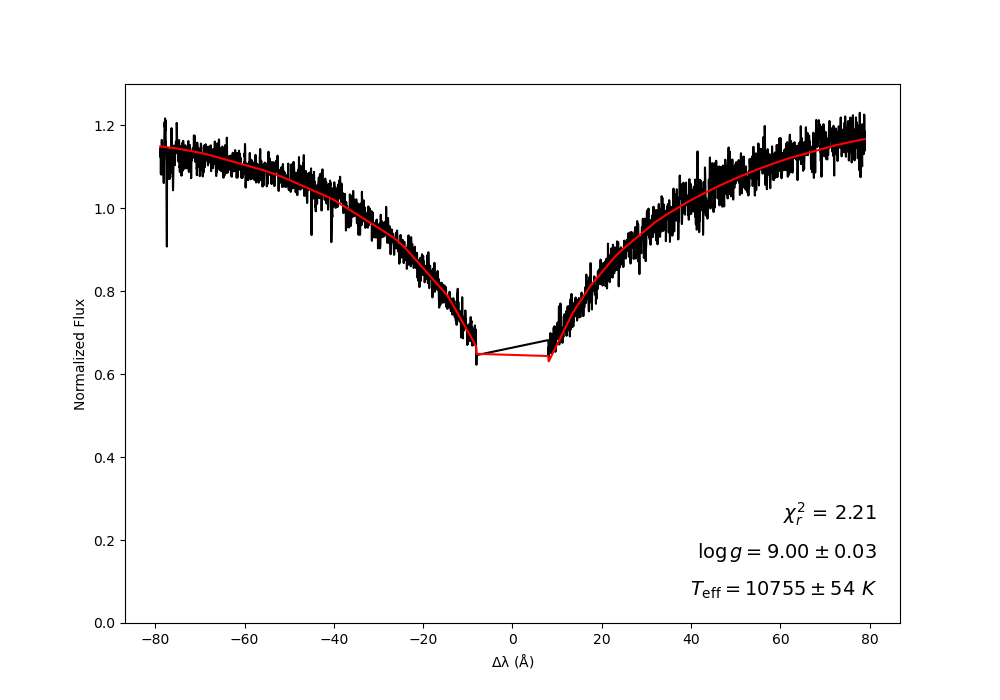 1.2
1.0
0.8
0.6
0.4
0.2
0.0
Normalized Flux
χ²ᵣ = 2.21
log g = 9.00 ± 0.03
T_eff = 10755 ± 54 K
−80 −60 −40 −20 0 20 40 60 80
Δλ (Å)